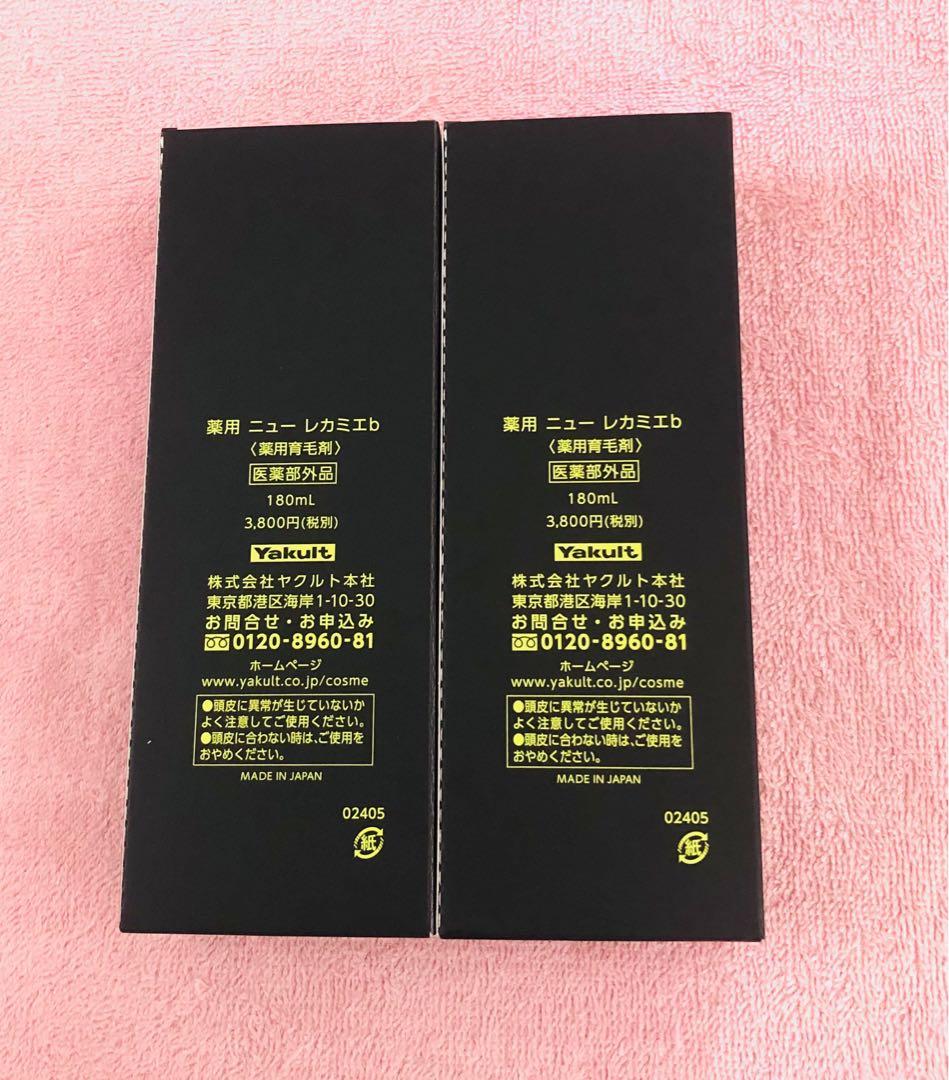 薬用 ニュー レカミエb
〈薬用育毛剤〉
医薬部外品
180mL
3,800円(税別)
Yakult
株式会社ヤクルト本社
東京都港区海岸1-10-30
お問合せ・お申込み
0120-8960-81
ホームページ
www.yakult.co.jp/cosme
●頭皮に異常が生じていないか
よく注意してご使用ください。
●頭皮に合わない時は、ご使用を
おやめください。
MADE IN JAPAN
02405
紙
薬用 ニュー レカミエb
〈薬用育毛剤〉
医薬部外品
180mL
3,800円(税別)
Yakult
株式会社ヤクルト本社
東京都港区海岸1-10-30
お問合せ・お申込み
0120-8960-81
ホームページ
www.yakult.co.jp/cosme
●頭皮に異常が生じていないか
よく注意してご使用ください。
●頭皮に合わない時は、ご使用を
おやめください。
MADE IN JAPAN
02405
紙